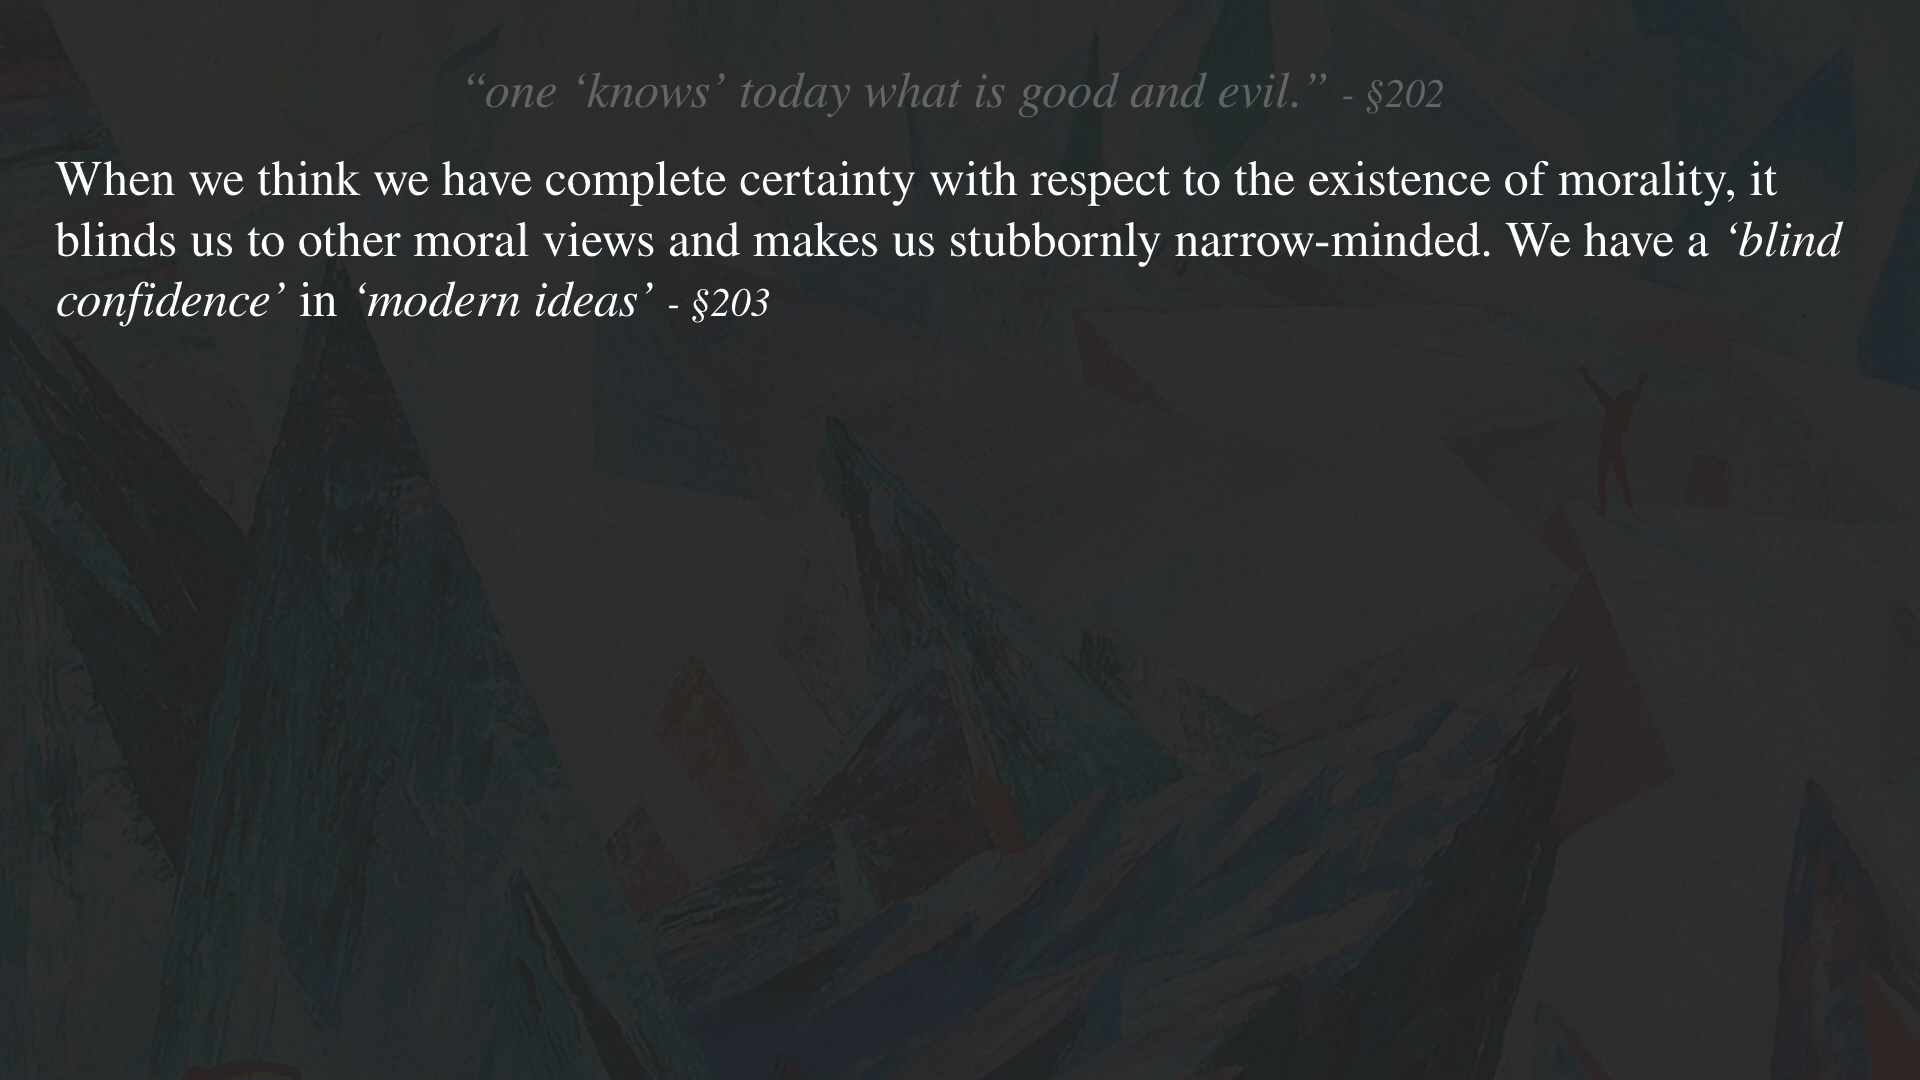 “one ‘knows’ today what is good and evil.” - §202
When we think we have complete certainty with respect to the existence of morality, it
blinds us to other moral views and makes us stubbornly narrow-minded. We have a ‘blind
confidence’ in ‘modern ideas’ - §203